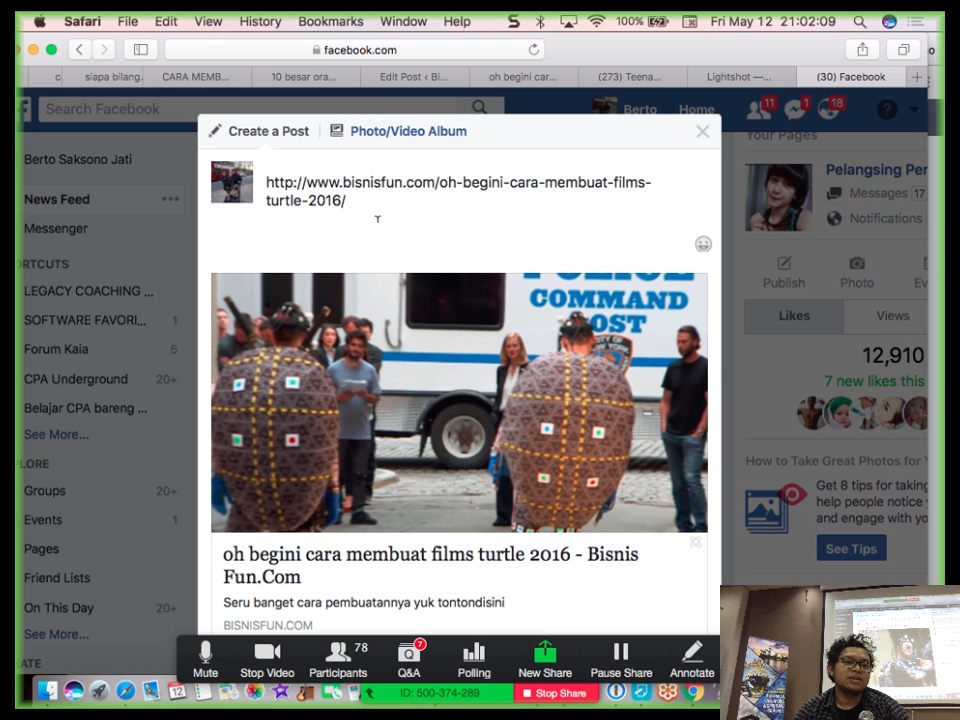 Safari File Edit View History Bookmarks Window Help S 100% Fri May 12 21:02:09
facebook.com
siapa bilang. CARA MEMB... 10 besar ora... Edit Post ‹ Bi... oh begini car... (273) Teena... Lightshot —... (30) Facebook
Search Facebook Berto Home 11 1 18
Create a Post Photo/Video Album
Your Pages
Berto Saksono Jati
News Feed
Messenger
ORTCUTS
LEGACY COACHING ...
SOFTWARE FAVORI... 1
Forum Kaia 5
CPA Underground 20+
Belajar CPA bareng ...
See More...
LORE
Groups 20+
Events 1
Pages
Friend Lists
On This Day 20+
See More...
EATE
http://www.bisnisfun.com/oh-begini-cara-membuat-films-
turtle-2016/
POLICE
COMMAND
POST
CITY OF
oh begini cara membuat films turtle 2016 - Bisnis
Fun.Com
Seru banget cara pembuatannya yuk tontondisini
BISNISFUN.COM
Pelangsing Per
Messages 17
Notifications
Publish Photo Ev
Likes Views
12,910
7 new likes this
How to Take Great Photos for Y
Get 8 tips for taking
help people notice
and engage with yo
See Tips
Mute Stop Video Participants 78 Q&A 7 Polling New Share Pause Share Annotate
ID: 500-374-289 Stop Share